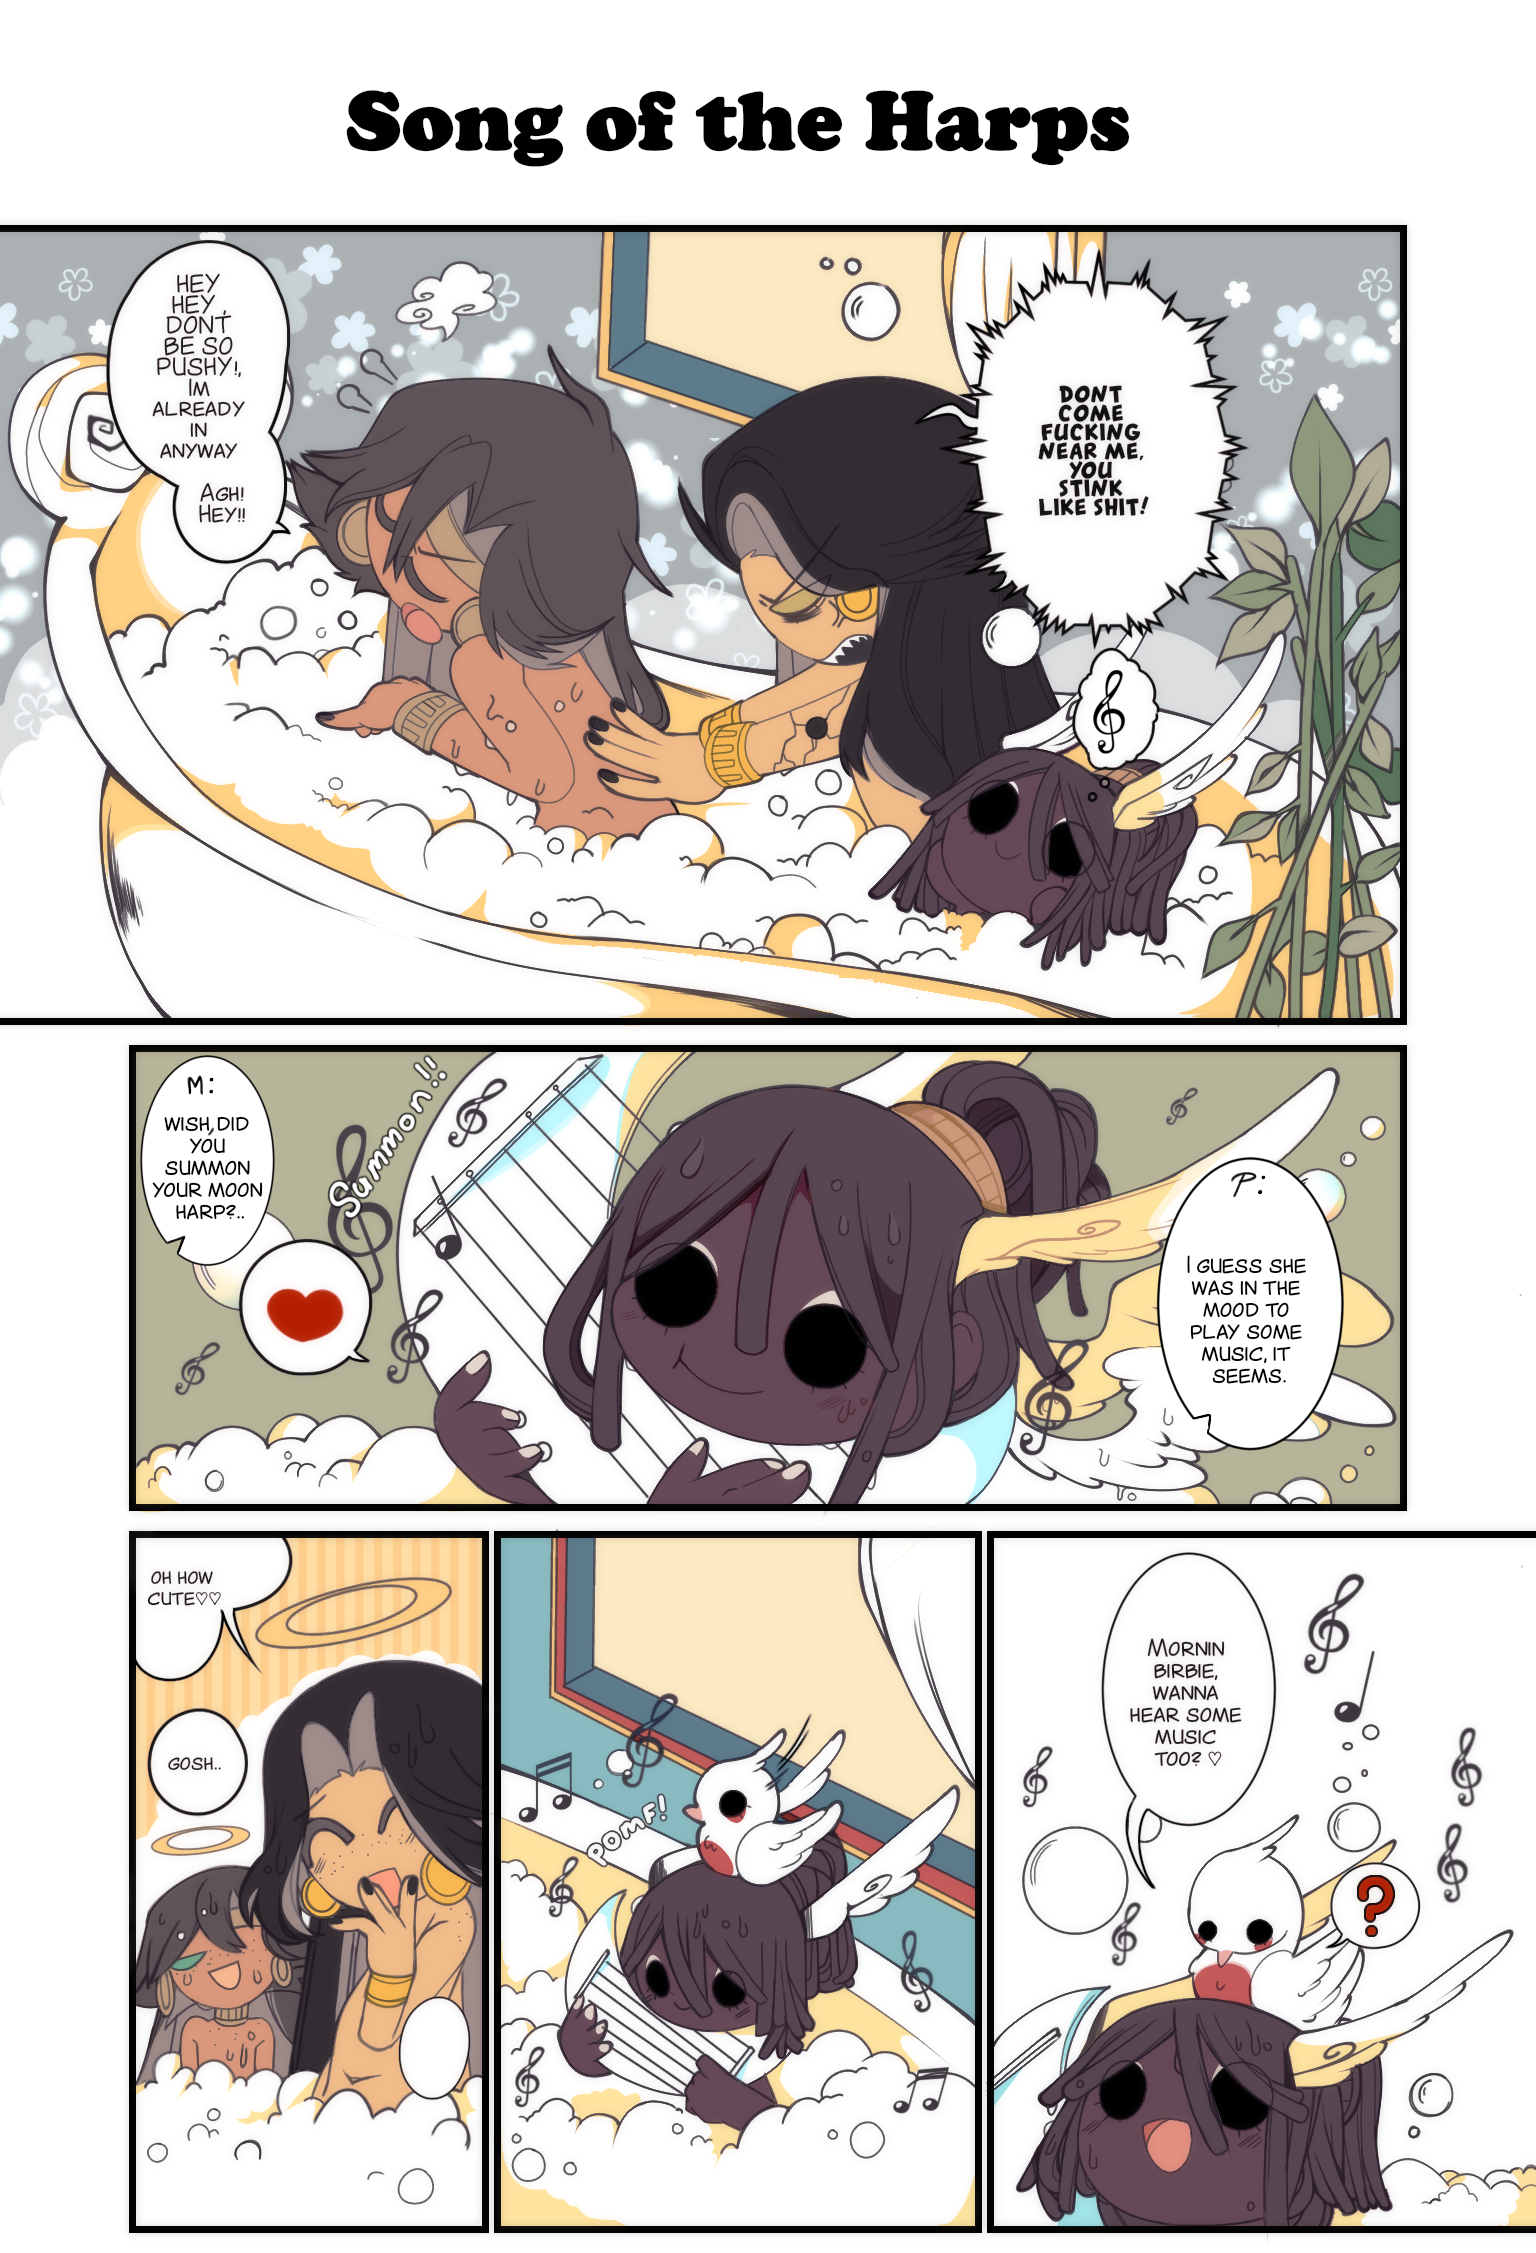 Song of the Harps
HEY
HEY,
DONT
BE SO
PUSHY!,
IM
ALREADY
IN
ANYWAY
AGH!
HEY!!
DONT
COME
FUCKING
NEAR ME,
YOU
STINK
LIKE SHIT!
M:
WISH, DID
YOU
SUMMON
YOUR MOON
HARP?..
Summon!!
P:
I GUESS SHE
WAS IN THE
MOOD TO
PLAY SOME
MUSIC, IT
SEEMS.
OH HOW
CUTE♡♡
GOSH..
POMF!
MORNIN
BIRBIE,
WANNA
HEAR SOME
MUSIC
TOO? ♡
?